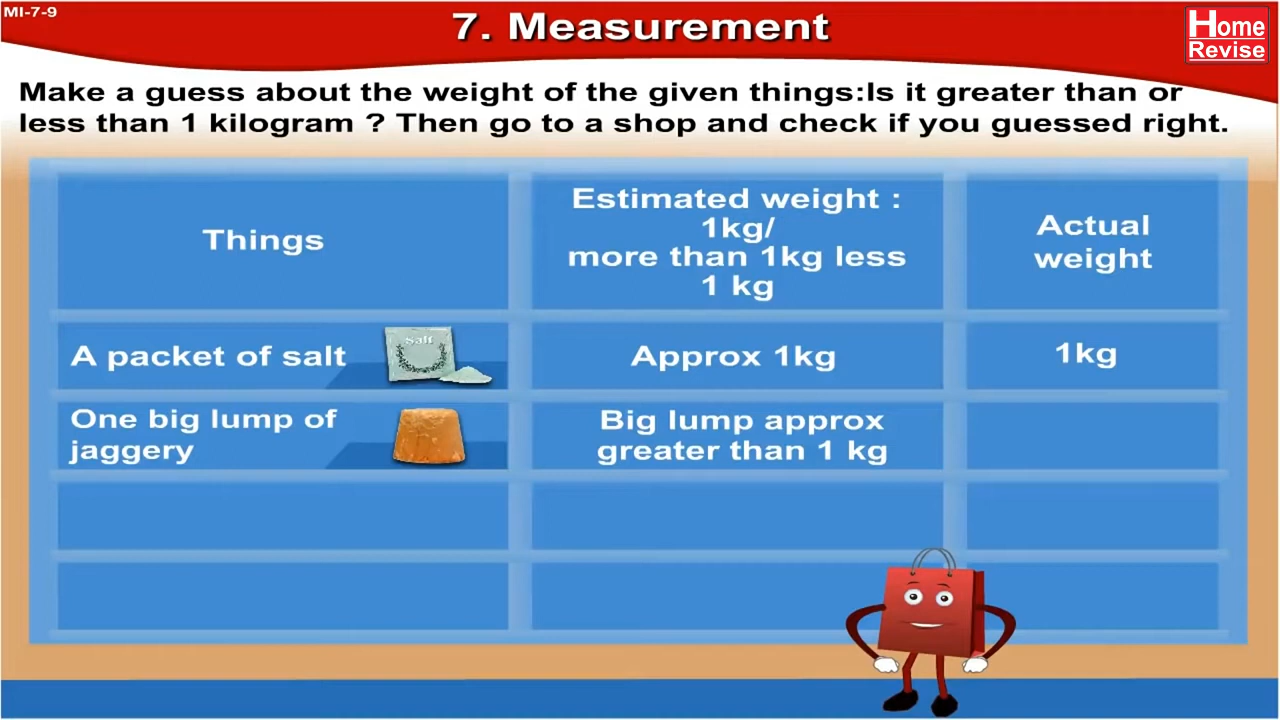 MI-7-9
7. Measurement
Home
Revise
Make a guess about the weight of the given things:Is it greater than or
less than 1 kilogram ? Then go to a shop and check if you guessed right.
Things
Estimated weight :
1kg/
more than 1kg less
1 kg
Actual
weight
A packet of salt
Salt
Approx 1kg
1kg
One big lump of
jaggery
Big lump approx
greater than 1 kg